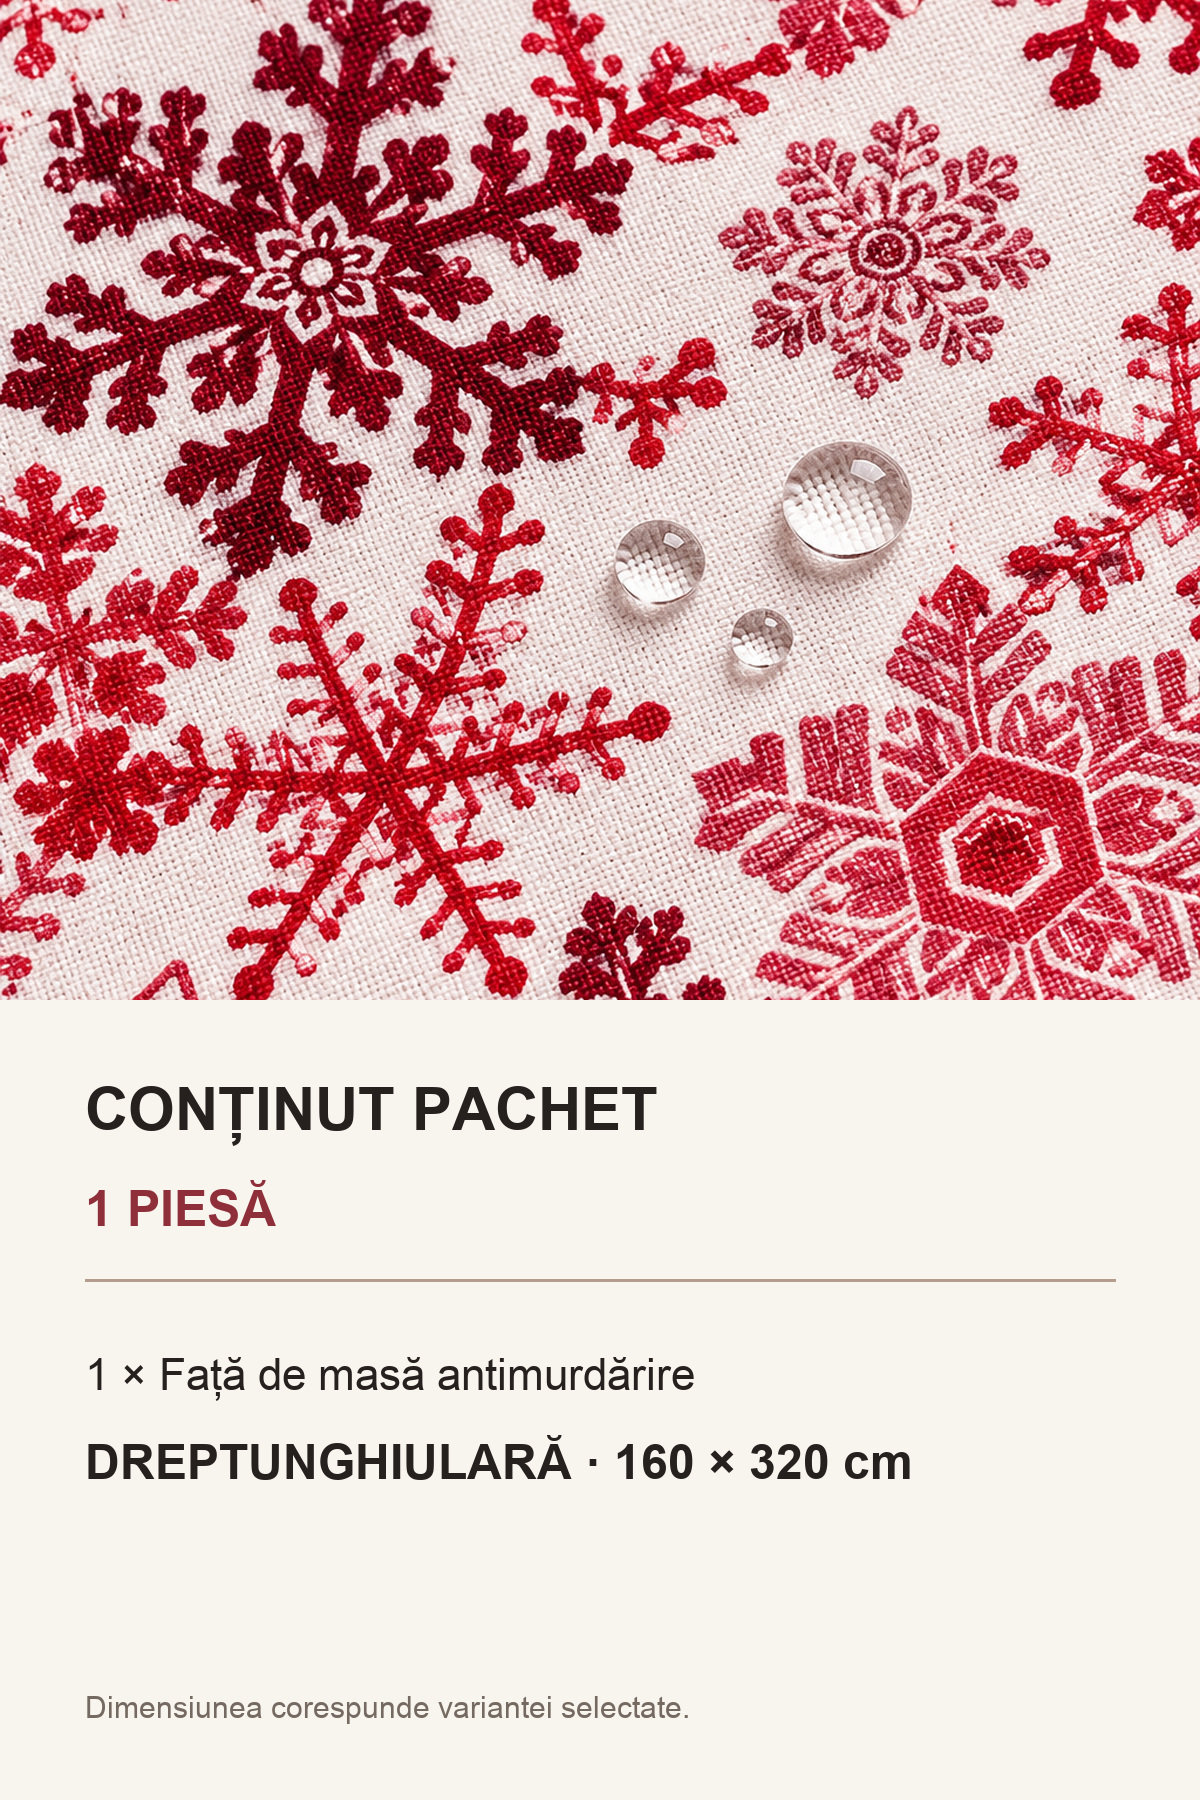 CONȚINUT PACHET
1 PIESĂ
1 × Față de masă antimurdărire
DREPTUNGHIULARĂ · 160 × 320 cm
Dimensiunea corespunde variantei selectate.